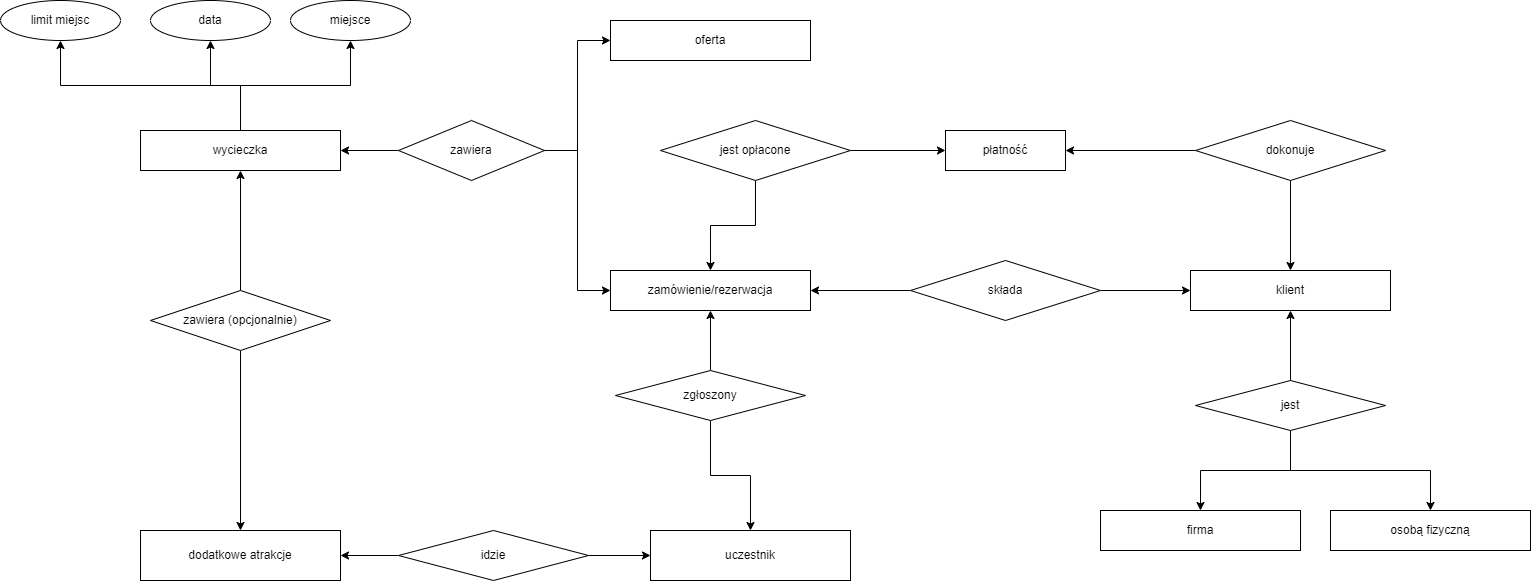 limit miejsc
data
miejsce
oferta
wycieczka
zawiera
jest opłacone
płatność
dokonuje
zamówienie/rezerwacja
składa
klient
zawiera (opcjonalnie)
zgłoszony
jest
firma
osobą fizyczną
dodatkowe atrakcje
idzie
uczestnik